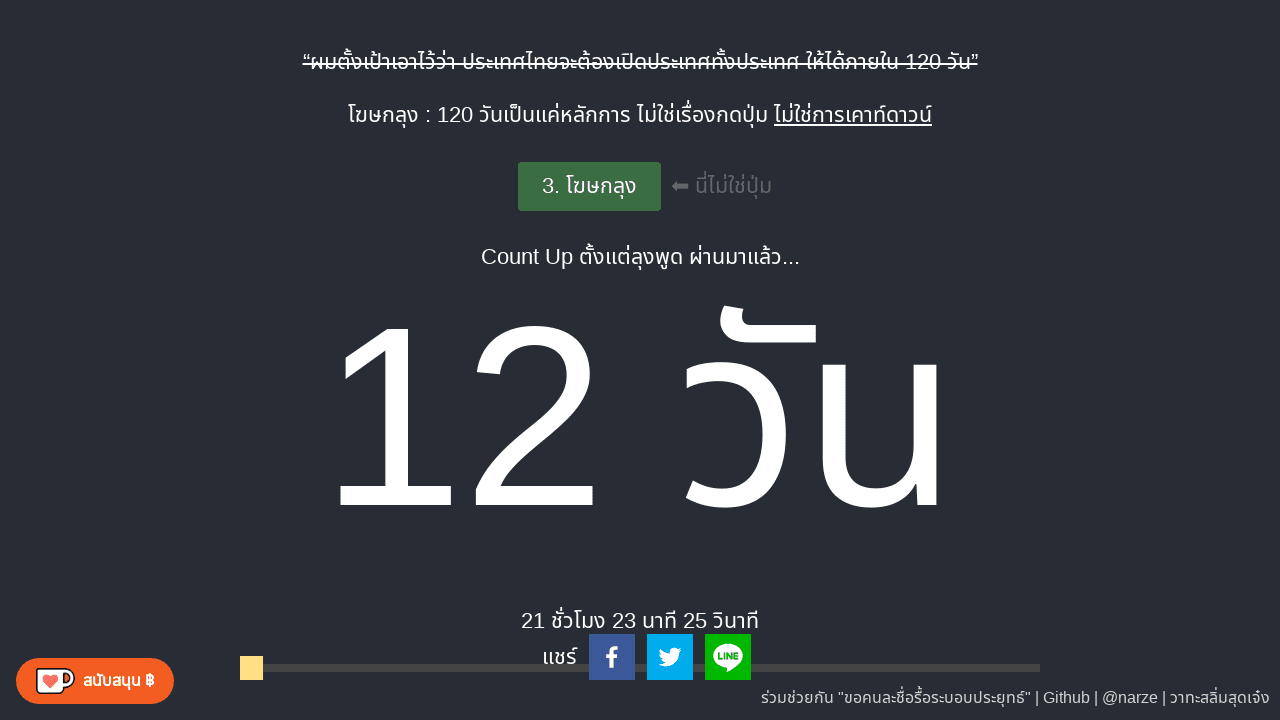 “ผมตั้งเป้าเอาไว้ว่า ประเทศไทยจะต้องเปิดประเทศทั้งประเทศ ให้ได้ภายใน 120 วัน”
โฆษกลุง : 120 วันเป็นแค่หลักการ ไม่ใช่เรื่องกดปุ่ม ไม่ใช่การเคาท์ดาวน์
3. โฆษกลุง ⬅ นี่ไม่ใช่ปุ่ม
Count Up ตั้งแต่ลุงพูด ผ่านมาแล้ว...
12 วัน
21 ชั่วโมง 23 นาที 25 วินาที
แชร์ LINE
สนับสนุน ฿
ร่วมช่วยกัน "ขอคนละชื่อรื้อระบอบประยุทธ์" | Github | @narze | วาทะสลิ่มสุดเจ๋ง